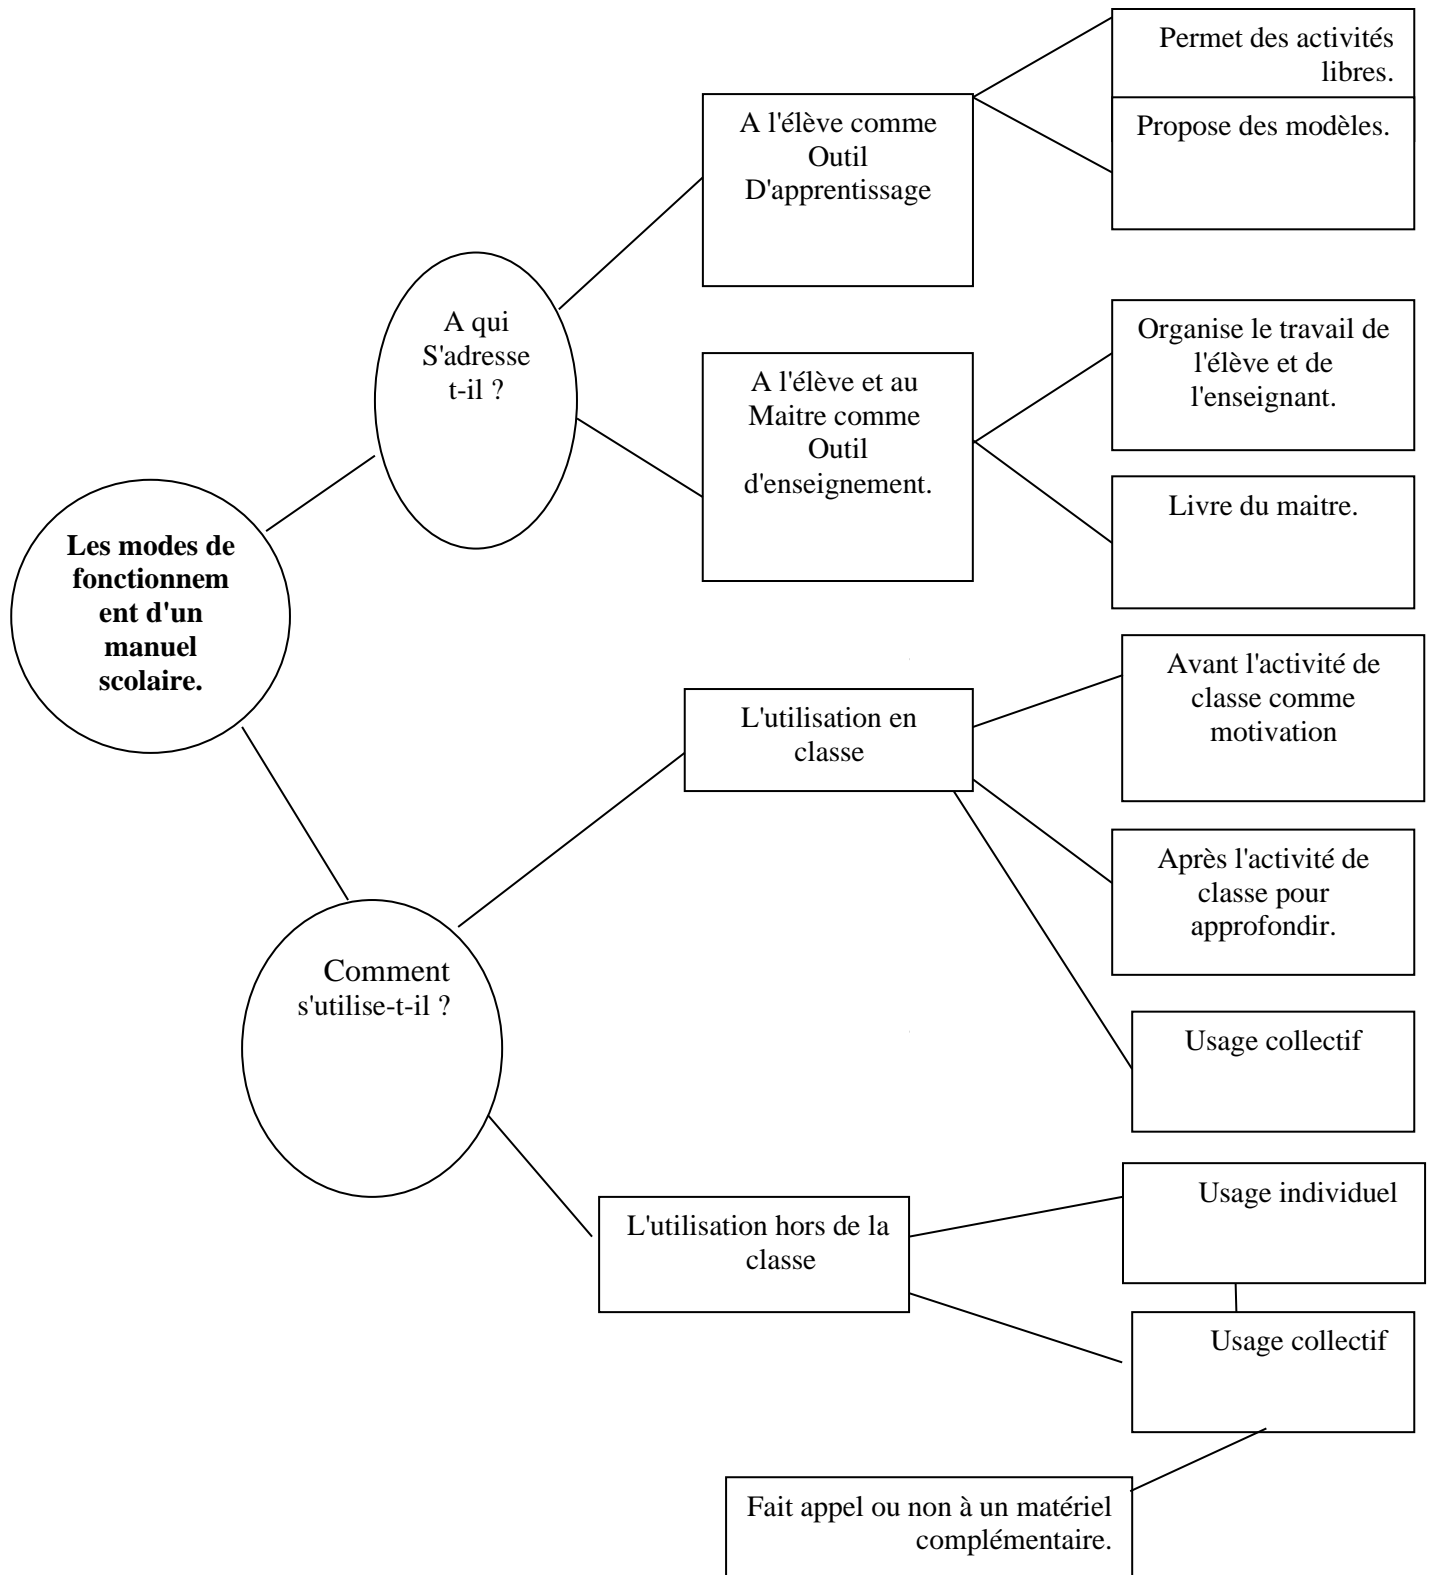 Permet des activités
libres.
Propose des modèles.
A l'élève comme
Outil
D'apprentissage
A qui
S'adresse
t-il ?
A l'élève et au
Maitre comme
Outil
d'enseignement.
Organise le travail de
l'élève et de
l'enseignant.
Livre du maitre.
Les modes de
fonctionnem
ent d'un
manuel
scolaire.
L'utilisation en
classe
Avant l'activité de
classe comme
motivation
Après l'activité de
classe pour
approfondir.
Usage collectif
Comment
s'utilise-t-il ?
L'utilisation hors de la
classe
Usage individuel
Usage collectif
Fait appel ou non à un matériel
complémentaire.